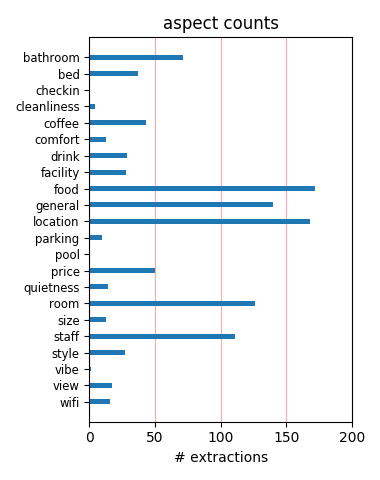 aspect counts
bathroom
bed
checkin
cleanliness
coffee
comfort
drink
facility
food
general
location
parking
pool
price
quietness
room
size
staff
style
vibe
view
wifi
0 50 100 150 200
# extractions